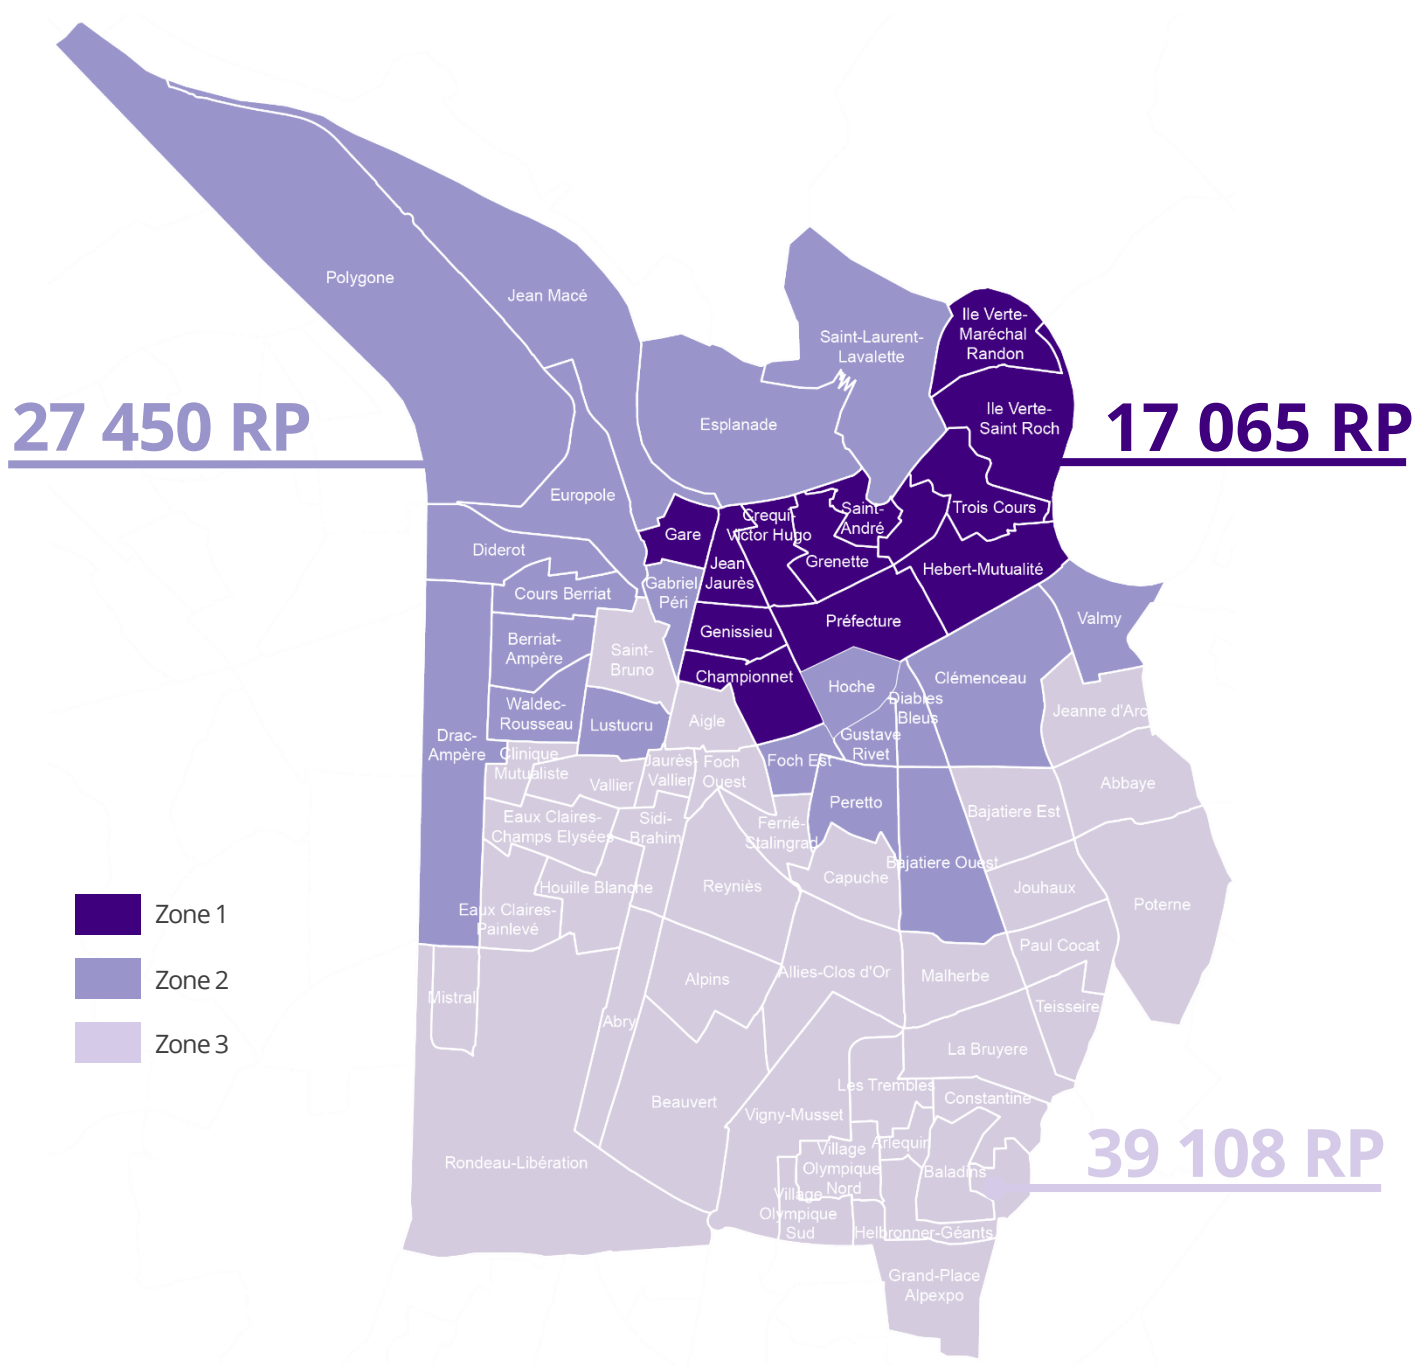 Polygone
Jean Macé
Saint-Laurent-
Lavalette
Ile Verte-
Maréchal
Randon
27 450 RP
Esplanade
Ile Verte-
Saint Roch
17 065 RP
Europole
Gare
Crequi-
Victor Hugo
Saint-
André
Trois Cours
Diderot
Jean
Jaurès
Grenette
Hebert-Mutualité
Cours Berriat
Gabriel
Péri
Préfecture
Valmy
Berriat-
Ampère
Saint-
Bruno
Genissieu
Championnet
Hoche
Clémenceau
Waldec-
Rousseau
Lustucru
Aigle
Diables
Bleus
Jeanne d'Arc
Drac-
Ampère
Gustave
Rivet
Clinique
Mutualiste
Vallier
Jaurès-
Vallier
Foch
Ouest
Foch Est
Abbaye
Peretto
Bajatiere Est
Eaux Claires-
Champs Elysées
Sidi-
Brahim
Ferrié-
Stalingrad
Bajatiere Ouest
Houille Blanche
Reyniès
Capuche
Jouhaux
Poterne
Eaux Claires-
Painlevé
Zone 1
Paul Cocat
Zone 2
Mistral
Alpins
Allies-Clos d'Or
Malherbe
Teisseire
Zone 3
Abry
La Bruyere
Beauvert
Les Trembles
Constantine
Vigny-Musset
Arlequin
Village
Olympique
Nord
Baladins
39 108 RP
Rondeau-Libération
Village
Olympique
Sud
Helbronner-Géants
Grand-Place
Alpexpo